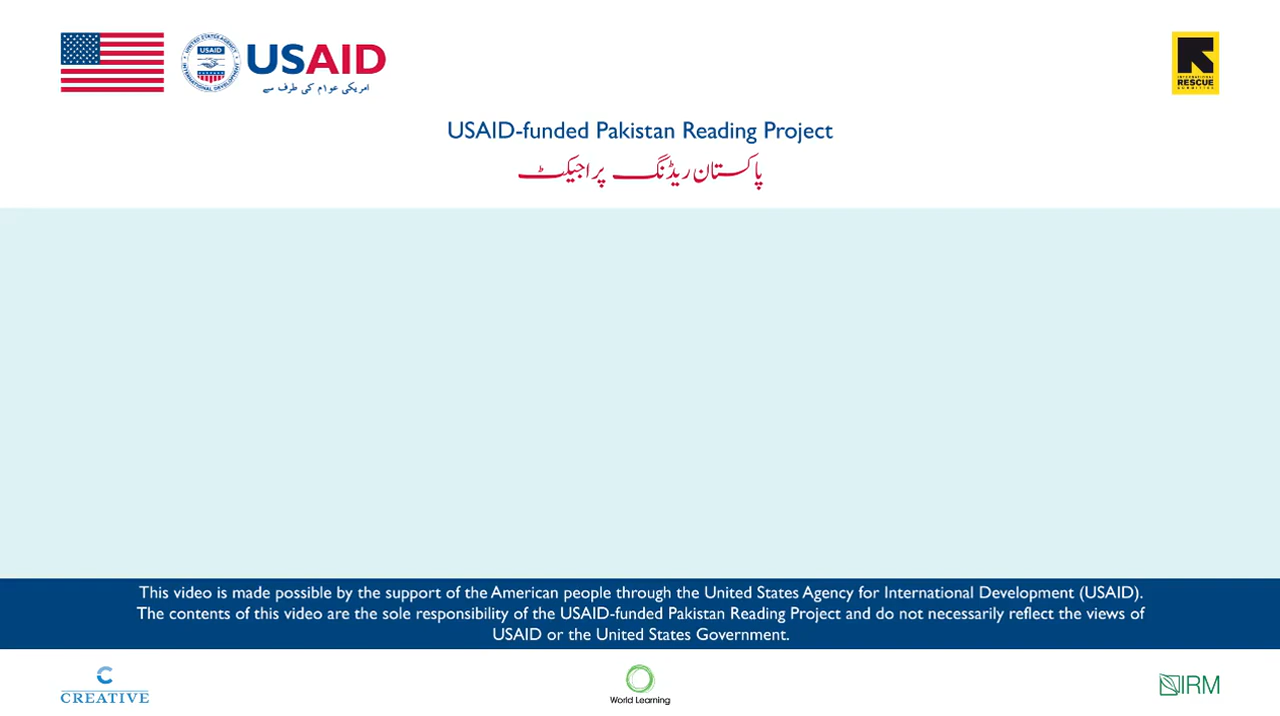 USAID
امریکی عوام کی طرف سے
INTERNATIONAL
RESCUE
COMMITTEE
USAID-funded Pakistan Reading Project
پاکستان ریڈنگ پراجیکٹ
This video is made possible by the support of the American people through the United States Agency for International Development (USAID).
The contents of this video are the sole responsibility of the USAID-funded Pakistan Reading Project and do not necessarily reflect the views of
USAID or the United States Government.
CREATIVE
World Learning
IRM